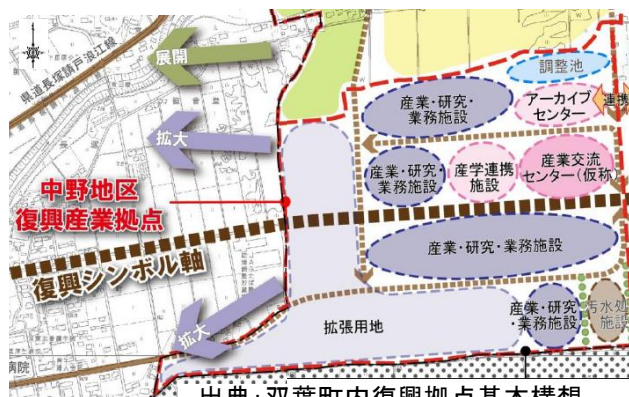 県道長塚請戸浪江線
展開
拡大
中野地区
復興産業拠点
復興シンボル軸
拡大
病院
調整池
産業・研究・
業務施設
アーカイブ
センター
連携
産業・研究・
業務施設
産学連携
施設
産業交流
センター(仮称)
産業・研究・業務施設
拡張用地
産業・研究
・業務施設
汚水処
施設
出典:双葉町内復興拠点基本構想